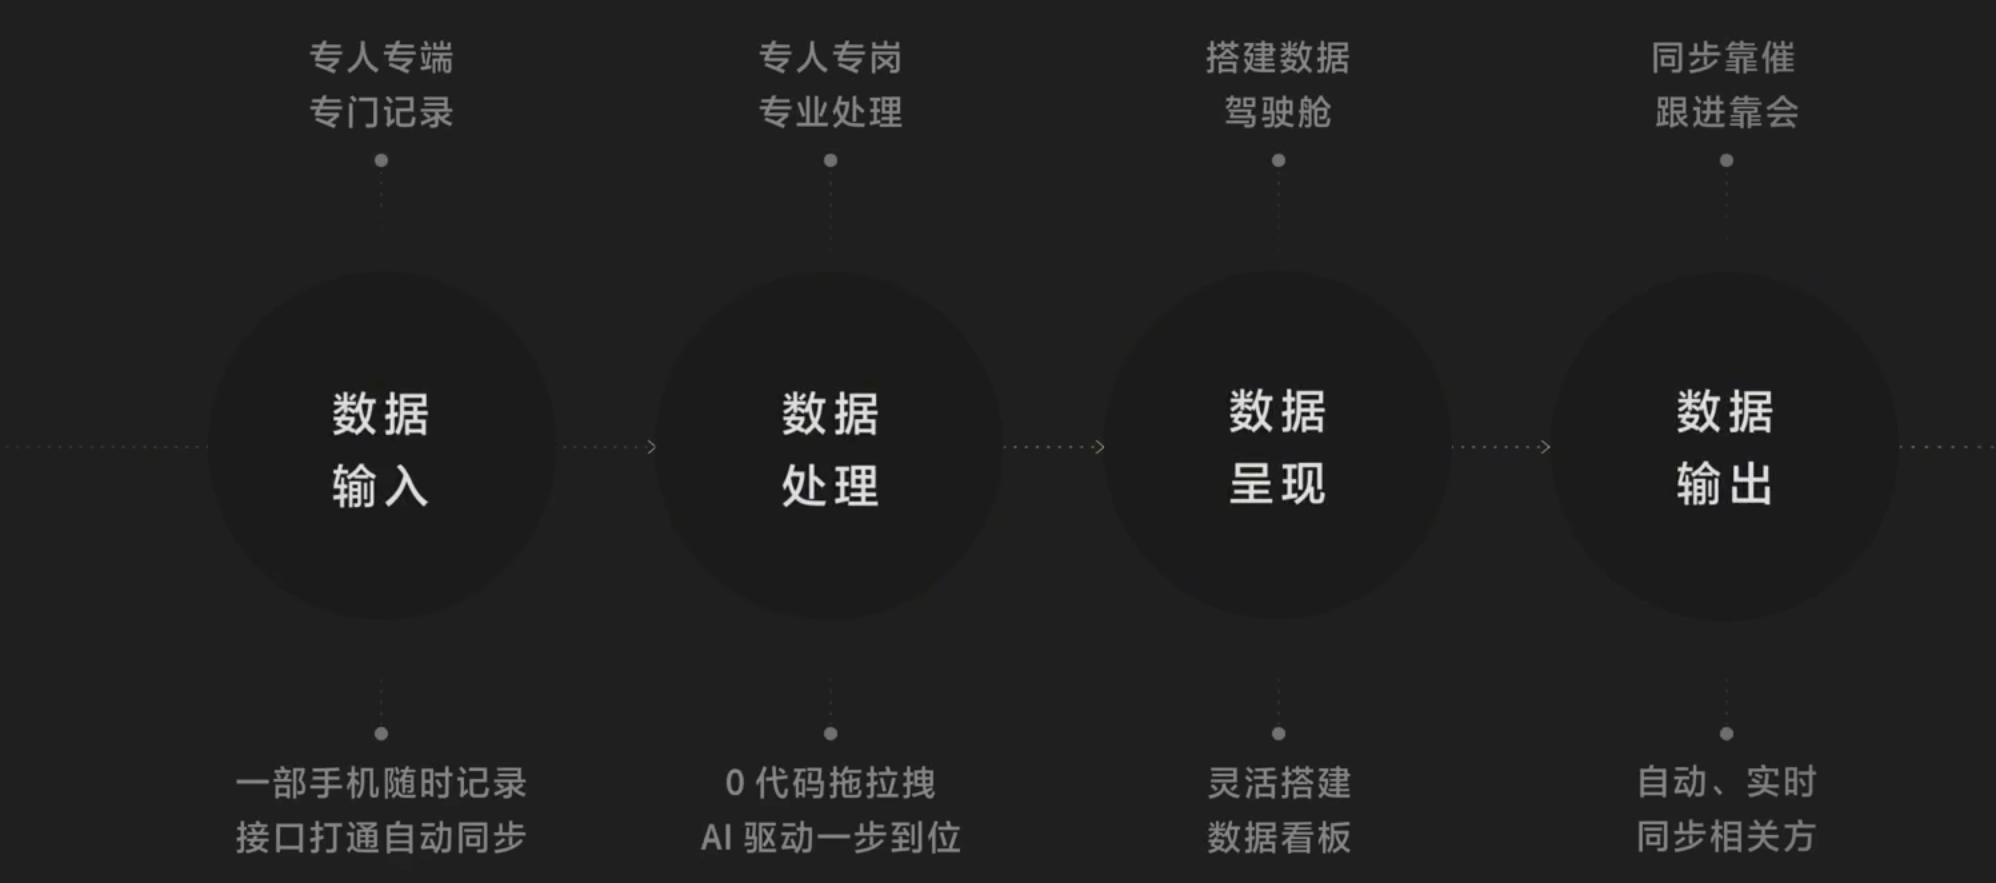 专人专端
专门记录
专人专岗
专业处理
搭建数据
驾驶舱
同步靠催
跟进靠会
数据
输入
数据
处理
数据
呈现
数据
输出
一部手机随时记录
接口打通自动同步
0 代码拖拉拽
AI 驱动一步到位
灵活搭建
数据看板
自动、实时
同步相关方